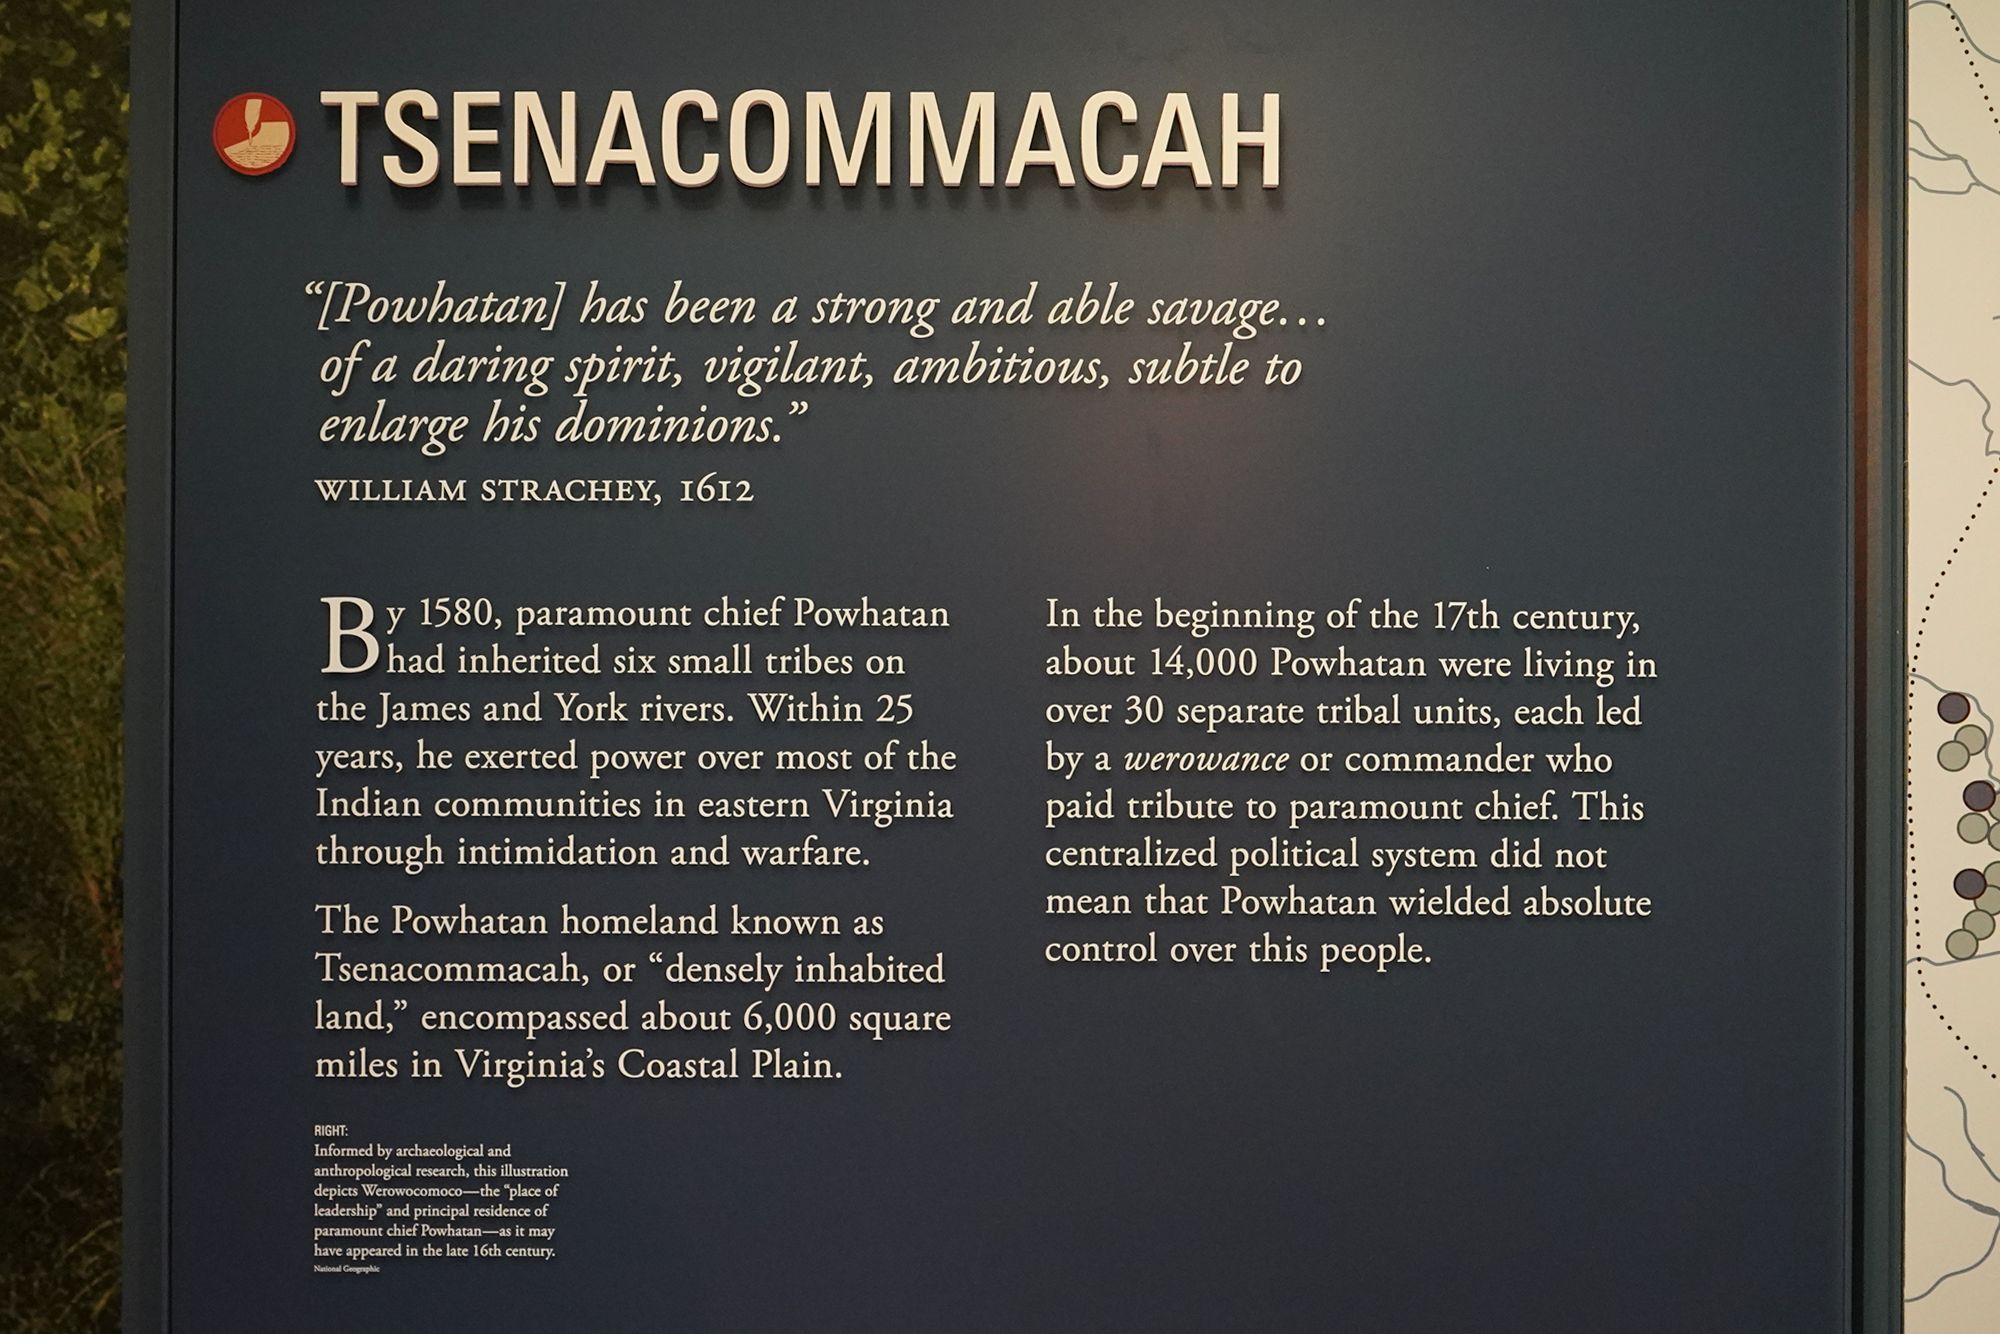 TSENACOMMACAH
“[Powhatan] has been a strong and able savage…
of a daring spirit, vigilant, ambitious, subtle to
enlarge his dominions.”
WILLIAM STRACHEY, 1612
By 1580, paramount chief Powhatan
had inherited six small tribes on
the James and York rivers. Within 25
years, he exerted power over most of the
Indian communities in eastern Virginia
through intimidation and warfare.
The Powhatan homeland known as
Tsenacommacah, or “densely inhabited
land,” encompassed about 6,000 square
miles in Virginia’s Coastal Plain.
In the beginning of the 17th century,
about 14,000 Powhatan were living in
over 30 separate tribal units, each led
by a werowance or commander who
paid tribute to paramount chief. This
centralized political system did not
mean that Powhatan wielded absolute
control over this people.
RIGHT:
Informed by archaeological and
anthropological research, this illustration
depicts Werowocomoco—the “place of
leadership” and principal residence of
paramount chief Powhatan—as it may
have appeared in the late 16th century.
National Geographic